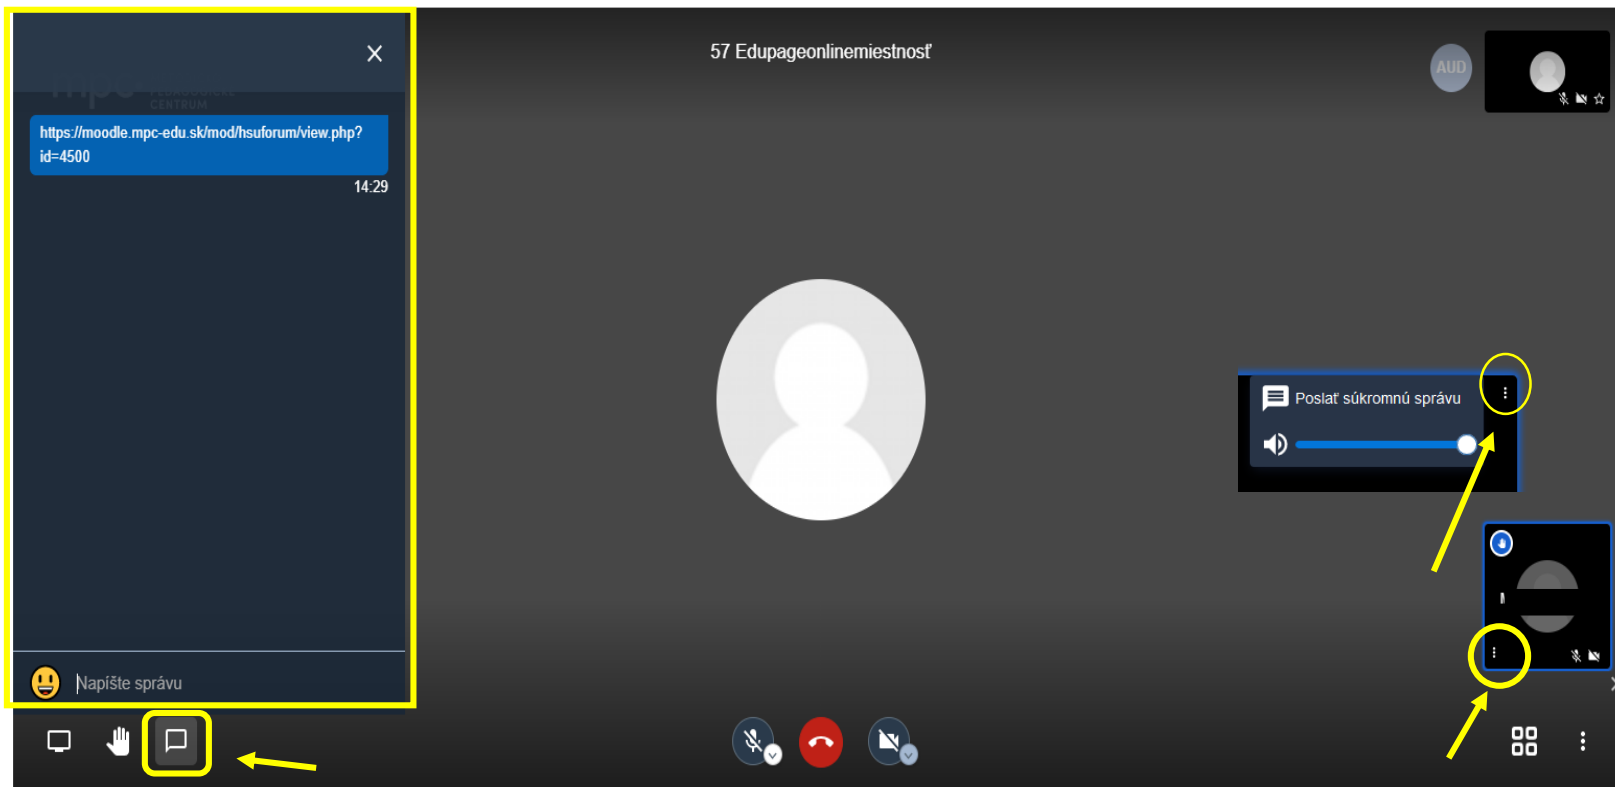 57 Edupageonlinemiestnosť
AUD
CENTRUM
https://moodle.mpc-edu.sk/mod/hsuforum/view.php?
id=4500
14:29
Poslať súkromnú správu
Napíšte správu